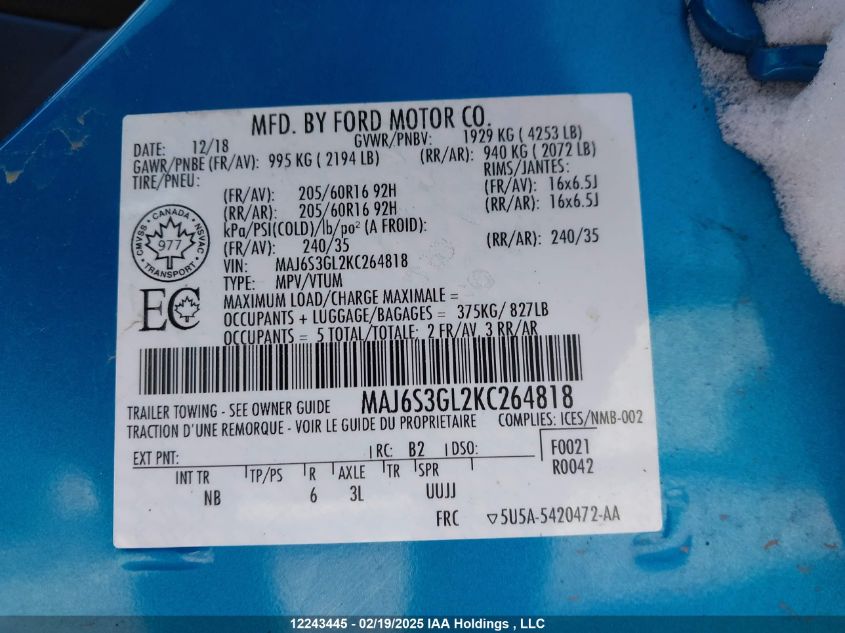 MFD. BY FORD MOTOR CO.
DATE: 12/18 GVWR/PNBV: 1929 KG ( 4253 LB)
GAWR/PNBE (FR/AV): 995 KG ( 2194 LB) (RR/AR): 940 KG ( 2072 LB)
TIRE/PNEU: RIMS/JANTES:
(FR/AV): 205/60R16 92H (FR/AV): 16x6.5J
(RR/AR): 205/60R16 92H (RR/AR): 16x6.5J
kPa/PSI(COLD)/lb/po² (A FROID):
(FR/AV): 240/35 (RR/AR): 240/35
CANADA
CMVSS NSVAC
977
TRANSPORT
VIN: MAJ6S3GL2KC264818
TYPE: MPV/VTUM
EC
MAXIMUM LOAD/CHARGE MAXIMALE =
OCCUPANTS + LUGGAGE/BAGAGES = 375KG/ 827LB
OCCUPANTS = 5 TOTAL/TOTALE: 2 FR/AV, 3 RR/AR
MAJ6S3GL2KC264818
TRAILER TOWING - SEE OWNER GUIDE COMPLIES: ICES/NMB-002
TRACTION D'UNE REMORQUE - VOIR LE GUIDE DU PROPRIETAIRE
EXT PNT: RC: B2 DSO: F0021
R0042
INT TR TP/PS R AXLE TR SPR
NB 6 3L UUJJ
FRC ▽5U5A-5420472-AA
12243445 - 02/19/2025 IAA Holdings , LLC